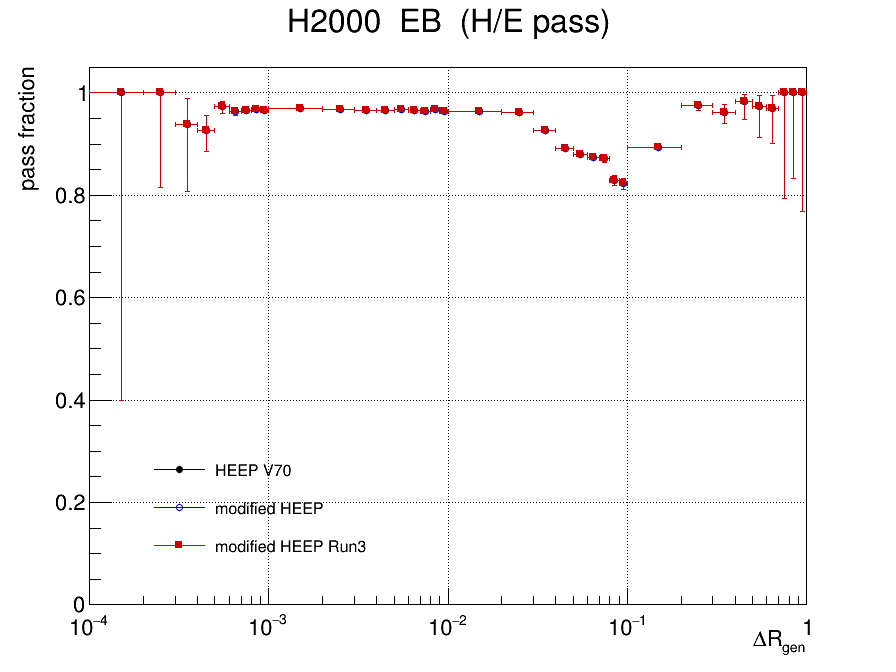 H2000 EB (H/E pass)
pass fraction
1
0.8
0.6
0.4
0.2
0
HEEP V70
modified HEEP
modified HEEP Run3
10⁻⁴
10⁻³
10⁻²
10⁻¹
1
ΔR_gen